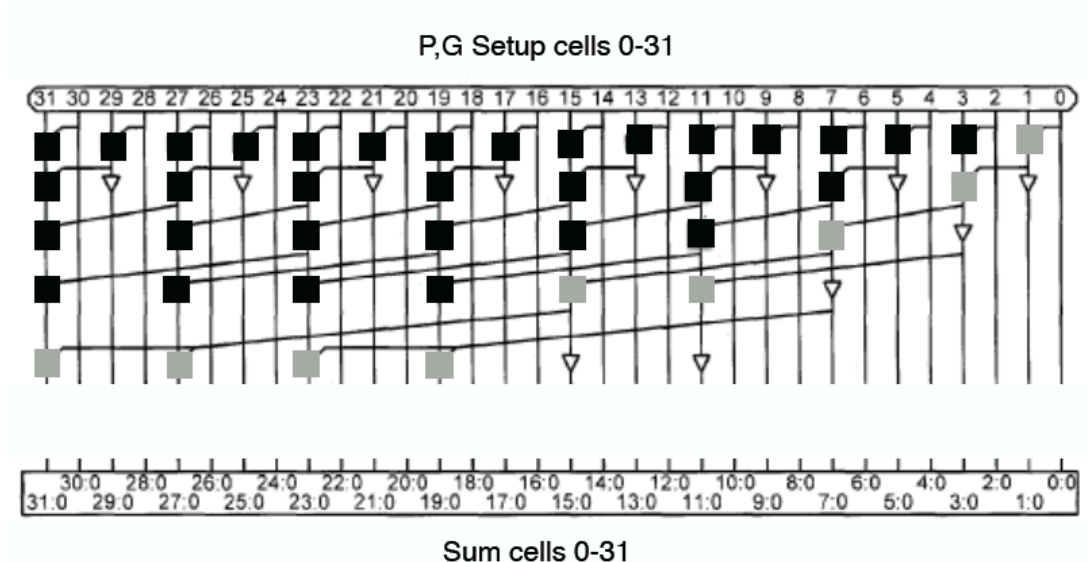 P,G Setup cells 0-31
31 30 29 28 27 26 25 24 23 22 21 20 19 18 17 16 15 14 13 12 11 10 9 8 7 6 5 4 3 2 1 0
30:0 28:0 26:0 24:0 22:0 20:0 18:0 16:0 14:0 12:0 10:0 8:0 6:0 4:0 2:0 0:0
31:0 29:0 27:0 25:0 23:0 21:0 19:0 17:0 15:0 13:0 11:0 9:0 7:0 5:0 3:0 1:0
Sum cells 0-31